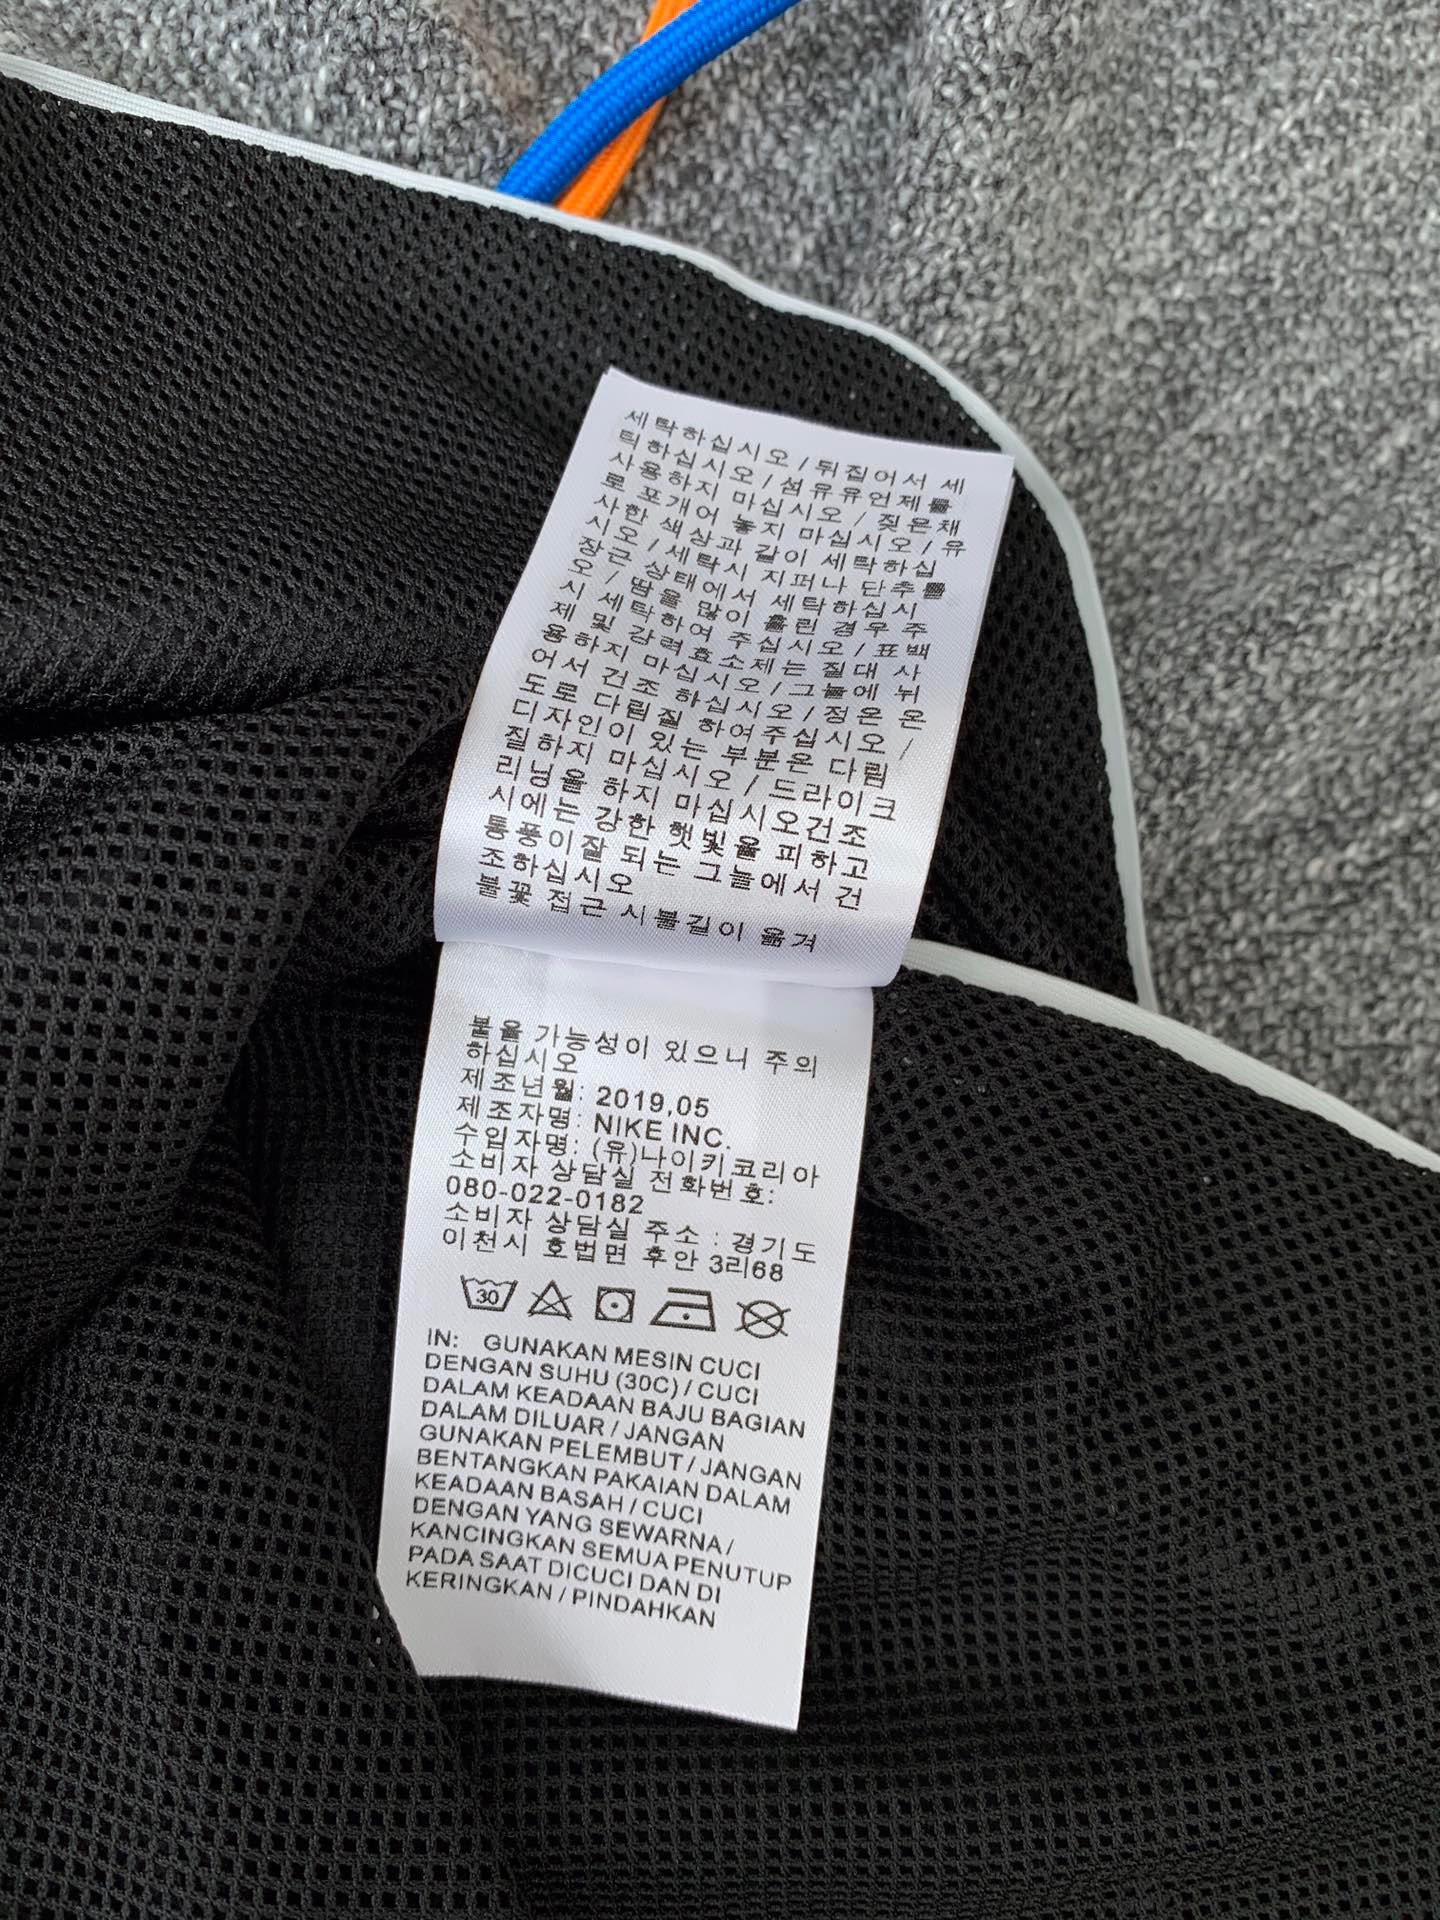 세탁하십시오 / 뒤집어서 세
탁하십시오 / 섬유유연제를
사용하지 마십시오 / 젖은채
로 포개어 놓지 마십시오 / 유
사한 색상과 같이 세탁하십
시오 / 세탁시 지퍼나 단추를
장근 상태에서 세탁하십시
오 / 땀을 많이 흘린 경우 주
시 세탁하여 주십시오 / 표백
제 및 강력효소제는 절대 사
용하지 마십시오 / 그늘에 뉘
어서 건조 하십시오 / 정온 온
도로 다림질 하여주십시오 /
디자인이 있는 부분은 다림
질하지 마십시오 / 드라이크
리닝을 하지 마십시오건조
시에는 강한 햇빛을 피하고
통풍이잘 되는 그늘에서 건
조하십시오
불꽃 접근 시불길이 옮겨
붙을 가능성이 있으니 주의
하십시오
제조년월: 2019,05
제조자명: NIKE INC.
수입자명: (유)나이키코리아
소비자 상담실 전화번호:
080-022-0182
소비자 상담실 주소 : 경기도
이천시 호법면 후안 3리68
30
IN: GUNAKAN MESIN CUCI
DENGAN SUHU (30C) / CUCI
DALAM KEADAAN BAJU BAGIAN
DALAM DILUAR / JANGAN
GUNAKAN PELEMBUT / JANGAN
BENTANGKAN PAKAIAN DALAM
KEADAAN BASAH / CUCI
DENGAN YANG SEWARNA /
KANCINGKAN SEMUA PENUTUP
PADA SAAT DICUCI DAN DI
KERINGKAN / PINDAHKAN